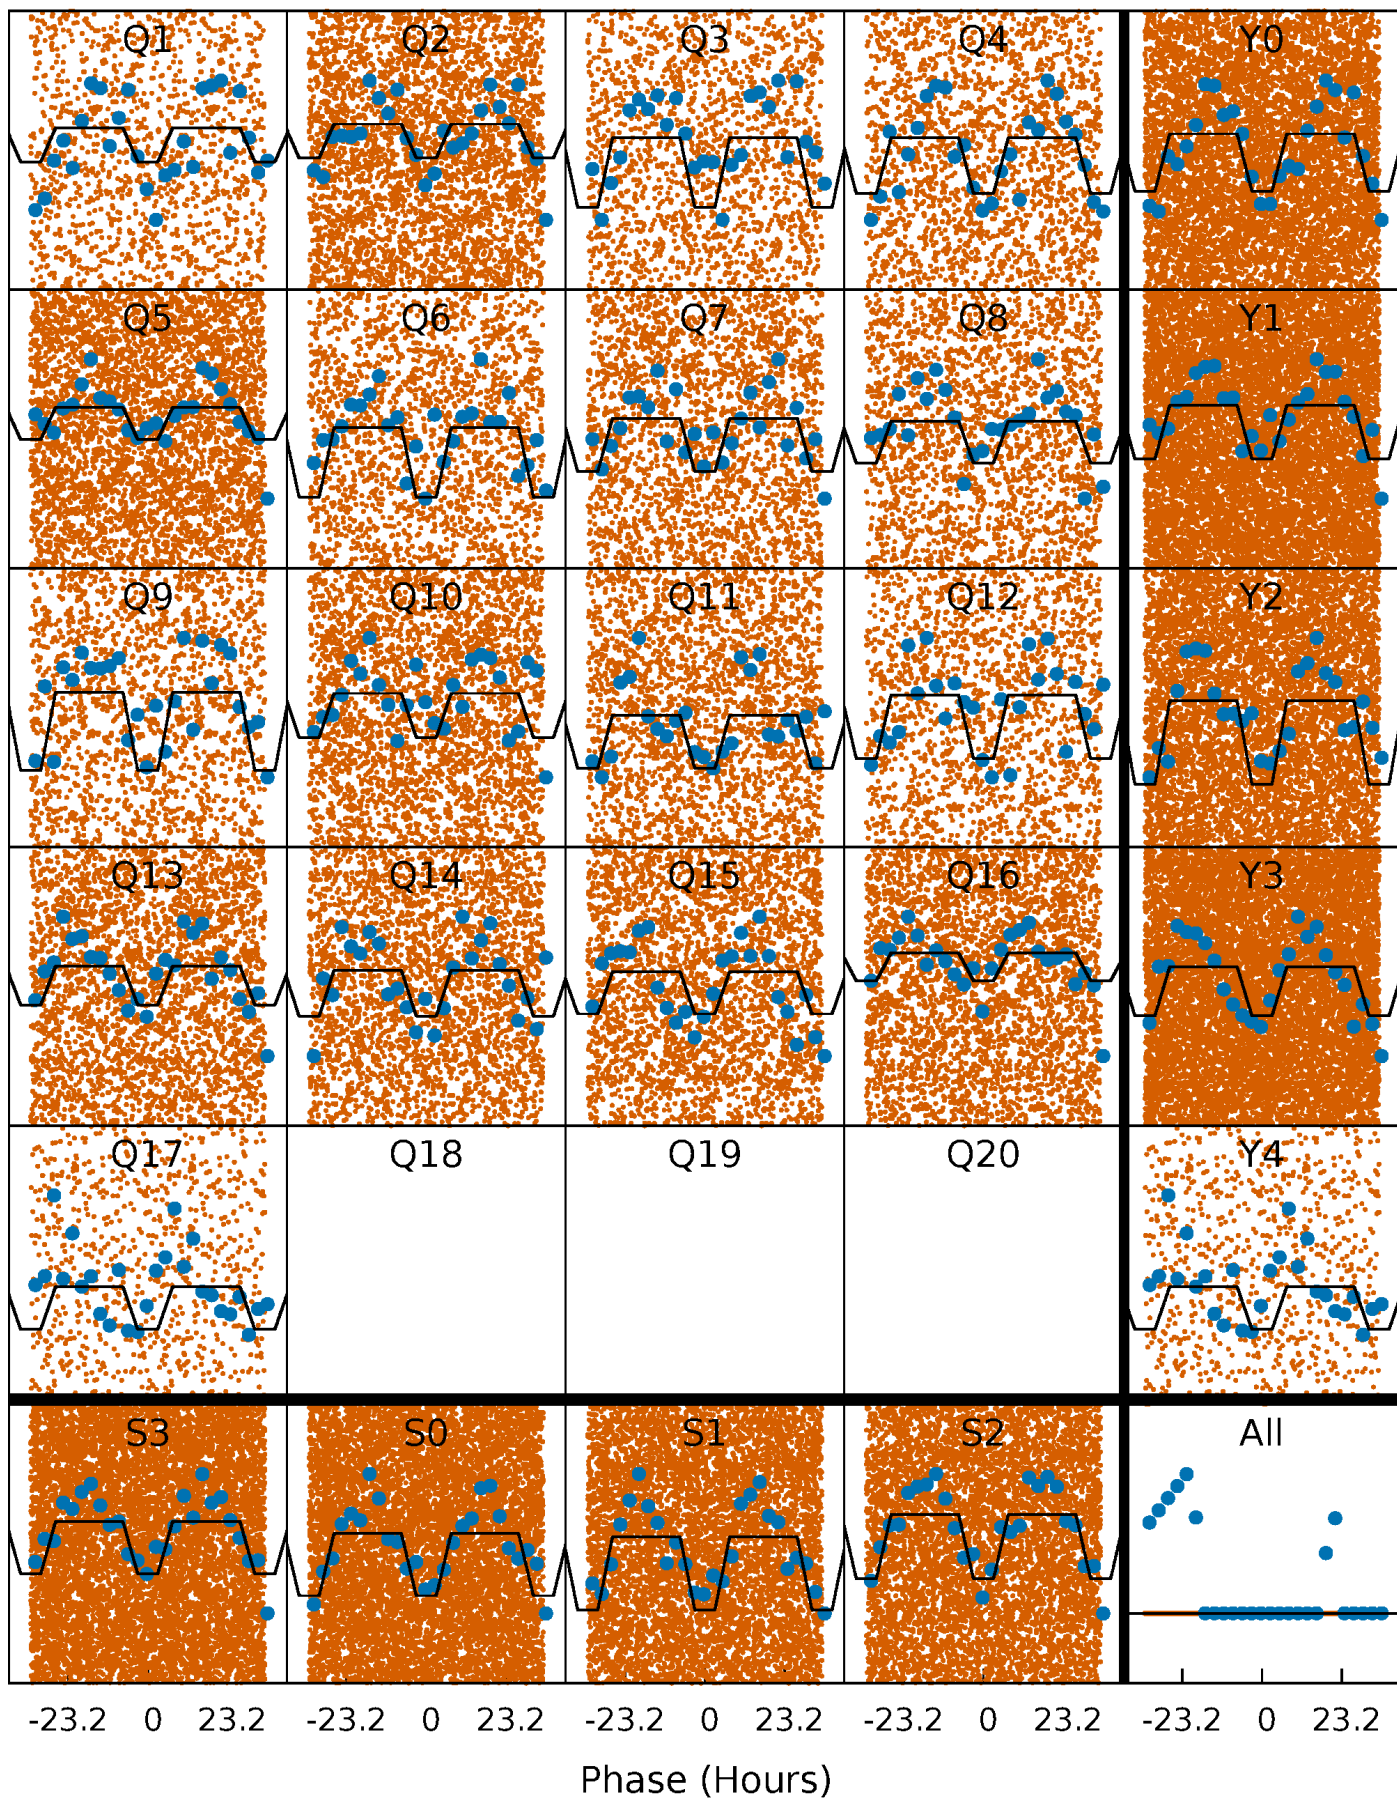 Q1 Q2 Q3 Q4 Y0
Q5 Q6 Q7 Q8 Y1
Q9 Q10 Q11 Q12 Y2
Q13 Q14 Q15 Q16 Y3
Q17 Q18 Q19 Q20 Y4
S3 S0 S1 S2 All
-23.2 0 23.2 -23.2 0 23.2 -23.2 0 23.2 -23.2 0 23.2 -23.2 0 23.2
Phase (Hours)